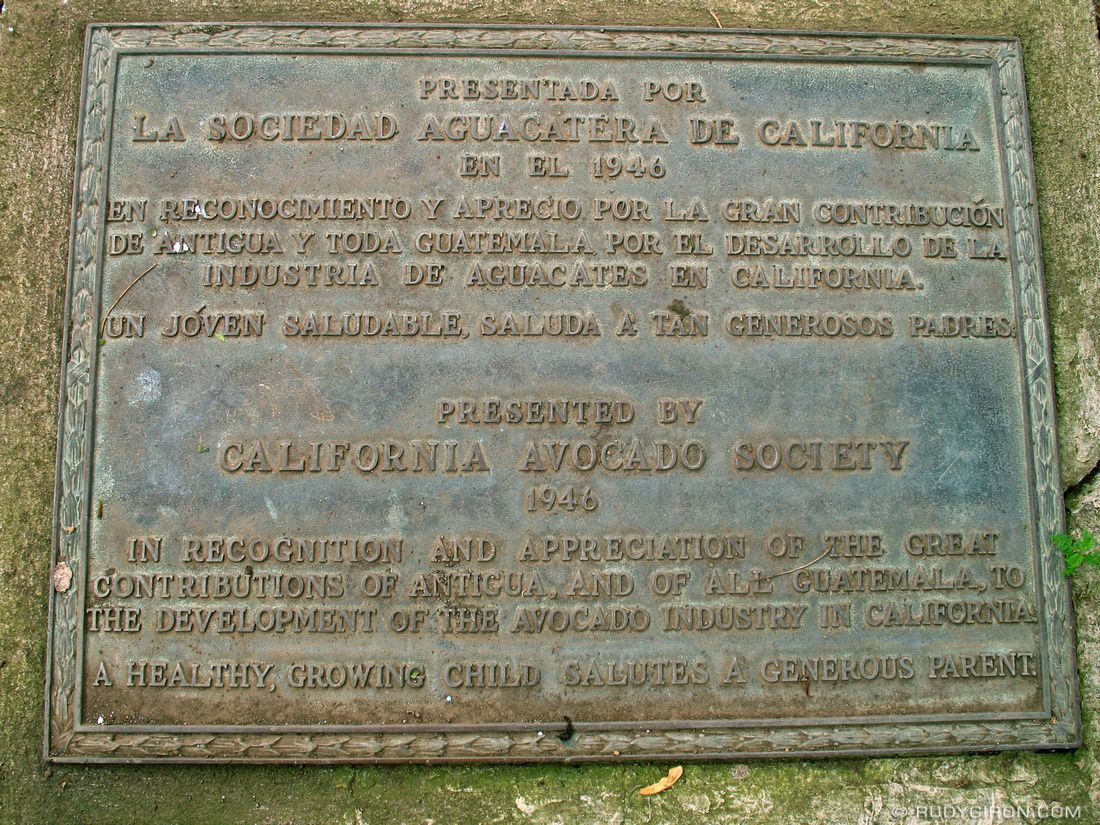 PRESENTADA POR
LA SOCIEDAD AGUACATERA DE CALIFORNIA
EN EL 1946
EN RECONOCIMIENTO Y APRECIO POR LA GRAN CONTRIBUCIÓN
DE ANTIGUA Y TODA GUATEMALA POR EL DESARROLLO DE LA
INDUSTRIA DE AGUACATES EN CALIFORNIA.
UN JÓVEN SALUDABLE, SALUDA A TAN GENEROSOS PADRES.
PRESENTED BY
CALIFORNIA AVOCADO SOCIETY
1946
IN RECOGNITION AND APPRECIATION OF THE GREAT
CONTRIBUTIONS OF ANTIGUA, AND OF ALL GUATEMALA, TO
THE DEVELOPMENT OF THE AVOCADO INDUSTRY IN CALIFORNIA.
A HEALTHY, GROWING CHILD SALUTES A GENEROUS PARENT.
© RUDYGIRON.COM